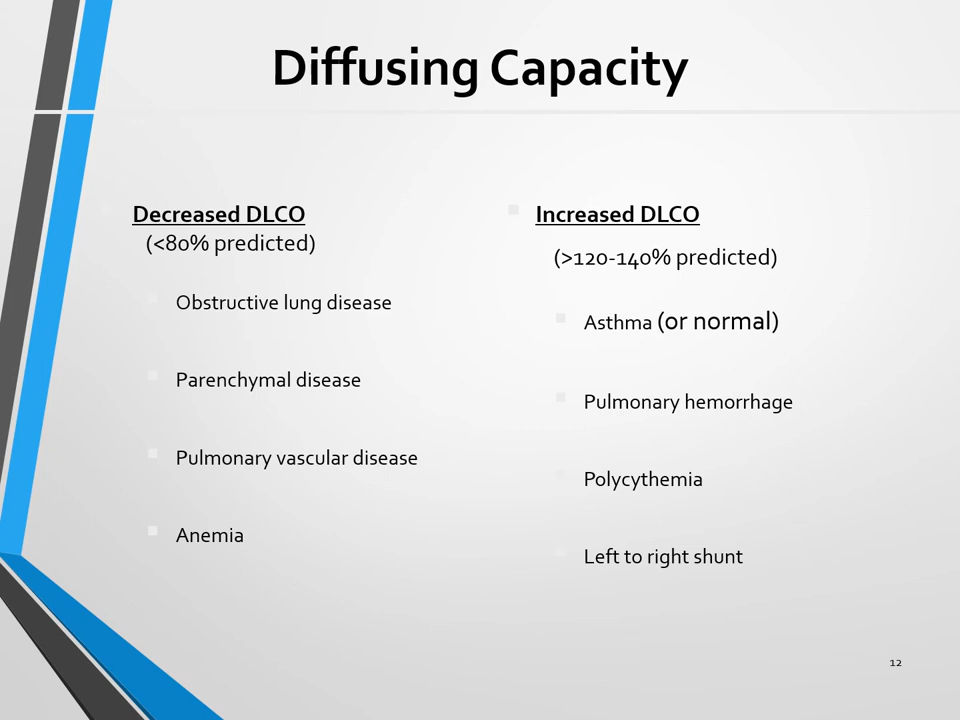 Diffusing Capacity
Decreased DLCO
(<80% predicted)
Obstructive lung disease
Parenchymal disease
Pulmonary vascular disease
Anemia
Increased DLCO
(>120-140% predicted)
Asthma (or normal)
Pulmonary hemorrhage
Polycythemia
Left to right shunt
12